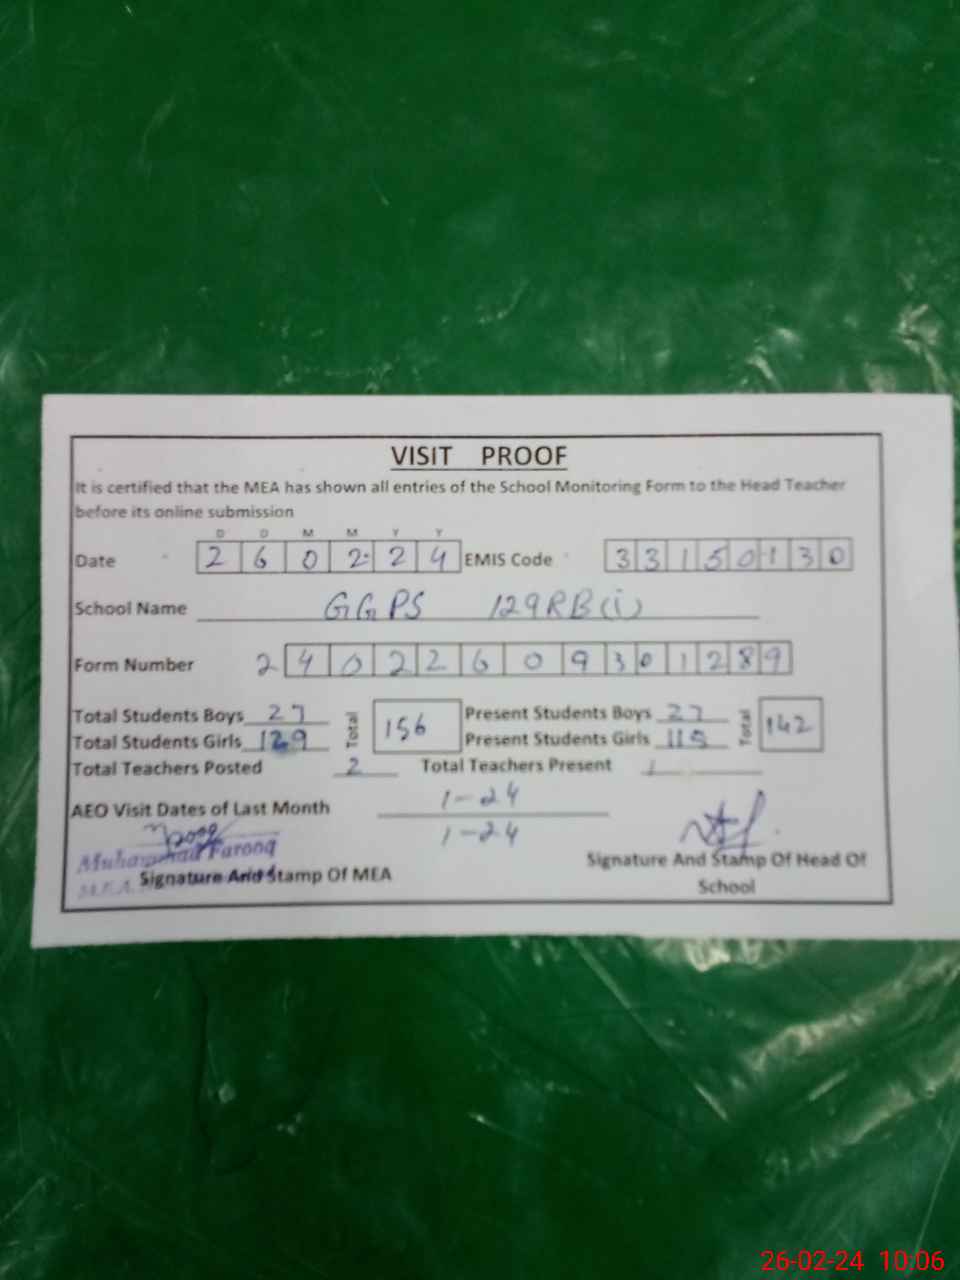 VISIT PROOF
It is certified that the MEA has shown all entries of the School Monitoring Form to the Head Teacher
before its online submission
D D M M Y Y
Date 2 6 0 2 2 4 EMIS Code 3 3 1 5 0 1 3 0
School Name GGPS 129RB(i)
Form Number 2 4 0 2 2 6 0 9 3 0 1 2 8 9
Total Students Boys 27 Total 156 Present Students Boys 27 Total 142
Total Students Girls 129 Present Students Girls 115
Total Teachers Posted 2 Total Teachers Present 1
AEO Visit Dates of Last Month 1-24
1-24
Muhammad Farooq
M.E.A
Signature And Stamp Of MEA
Signature And Stamp Of Head Of
School
26-02-24 10:06